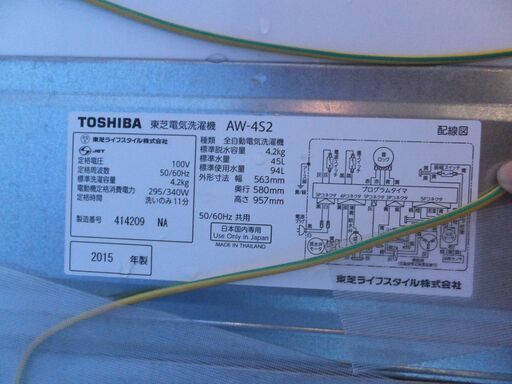 TOSHIBA 東芝電気洗濯機 AW-4S2
配線図
東芝ライフスタイル株式会社
JET
定格電圧 100V
定格周波数 50/60Hz
標準洗濯容量 4.2kg
電動機定格消費電力 295/340W
定格時間 洗いのみ11分
製造番号 414209 NA
2015 年製
種類 全自動電気洗濯機
標準脱水容量 4.2kg
標準水量 45L
標準使用水量 94L
外形寸法 幅 563mm
奥行 580mm
高さ 957mm
50/60Hz 共用
日本国内専用
Use Only in Japan
MADE IN THAILAND
プログラムタイマ
東芝ライフスタイル株式会社